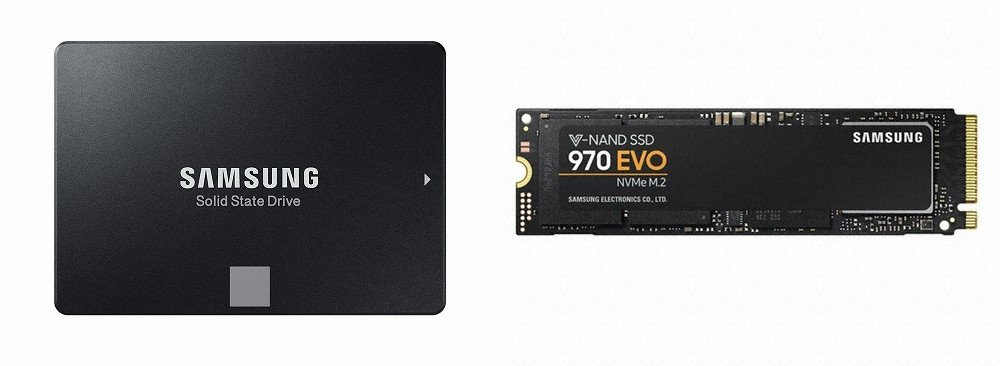 SAMSUNG
Solid State Drive
V-NAND SSD
970 EVO
NVMe M.2
SAMSUNG ELECTRONICS CO., LTD.
SAMSUNG